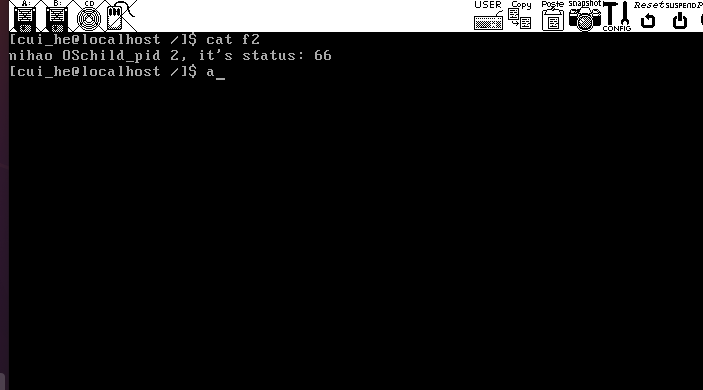 A: B: CD USER Copy Paste snapshot CONFIG Reset SUSPEND
[cui_he@localhost /]$ cat f2
nihao OSchild_pid 2, it's status: 66
[cui_he@localhost /]$ a_